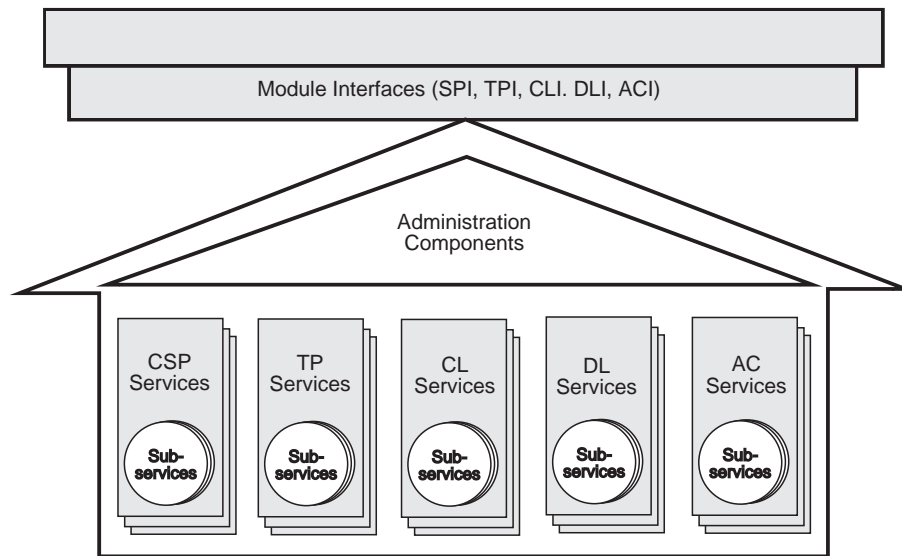 Module Interfaces (SPI, TPI, CLI. DLI, ACI)
Administration
Components
CSP
Services
TP
Services
CL
Services
DL
Services
AC
Services
Sub-
services
Sub-
services
Sub-
services
Sub-
services
Sub-
services